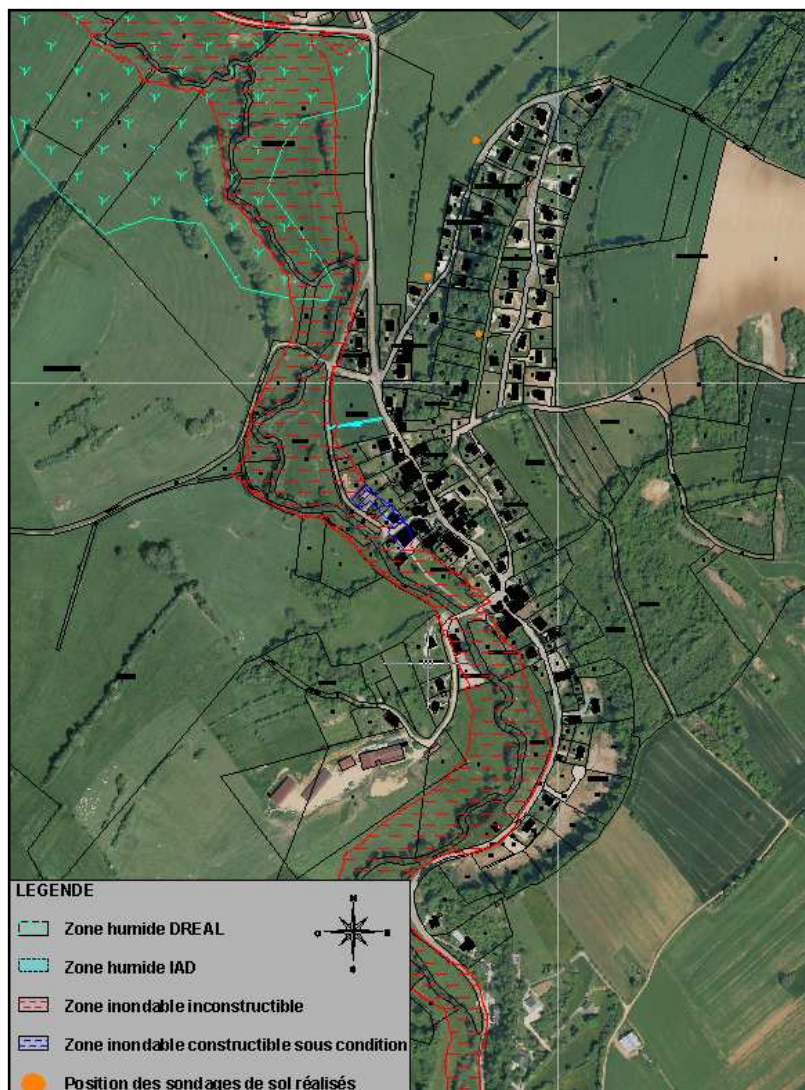 LEGENDE
N
O E
S
Zone humide DREAL
Zone humide IAD
Zone inondable inconstructible
Zone inondable constructible sous condition
Position des sondages de sol réalisés